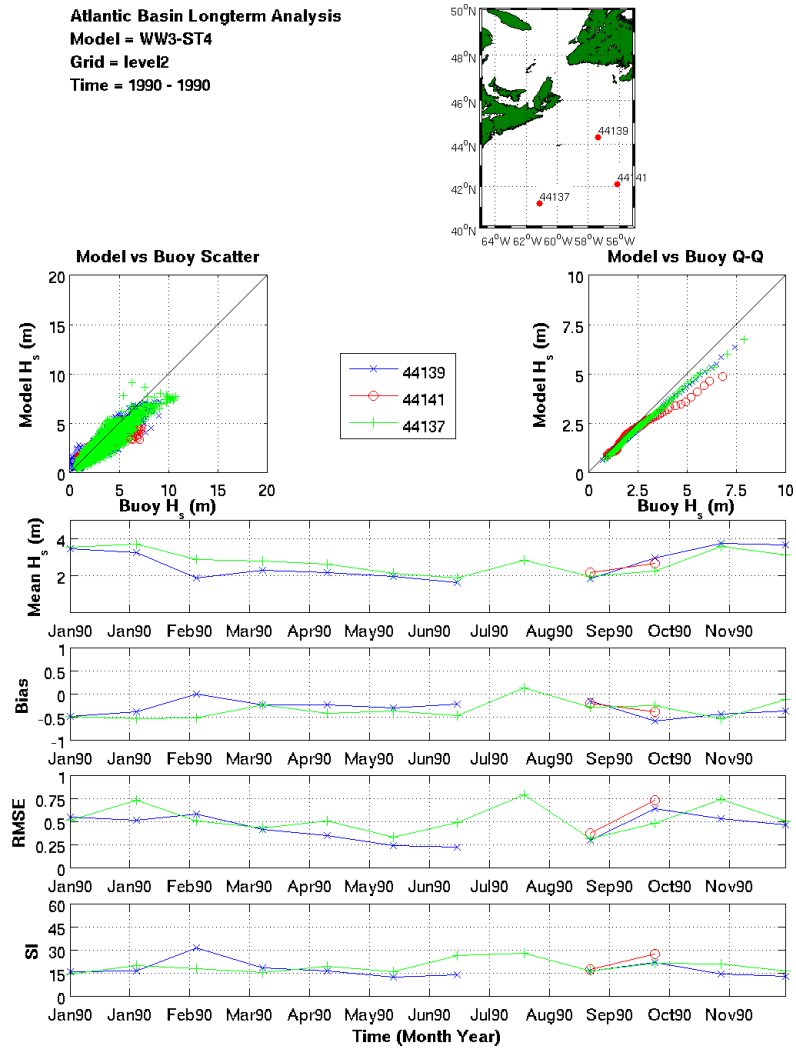 Atlantic Basin Longterm Analysis
Model = WW3-ST4
Grid = level2
Time = 1990 - 1990
50°N
48°N
46°N
44°N
42°N
40°N
64°W 62°W 60°W 58°W 56°W
44139
44141
44137
Model vs Buoy Scatter
20
15
10
5
0
0 5 10 15 20
Model Hs (m)
Buoy Hs (m)
44139
44141
44137
Model vs Buoy Q-Q
10
7.5
5
2.5
0
0 2.5 5 7.5 10
Model Hs (m)
Buoy Hs (m)
Mean Hs (m)
4
2
Jan90 Jan90 Feb90 Mar90 Apr90 May90 Jun90 Jul90 Aug90 Sep90 Oct90 Nov90
Bias
1
0.5
0
-0.5
-1
Jan90 Jan90 Feb90 Mar90 Apr90 May90 Jun90 Jul90 Aug90 Sep90 Oct90 Nov90
RMSE
1
0.75
0.5
0.25
0
Jan90 Jan90 Feb90 Mar90 Apr90 May90 Jun90 Jul90 Aug90 Sep90 Oct90 Nov90
SI
60
45
30
15
0
Jan90 Jan90 Feb90 Mar90 Apr90 May90 Jun90 Jul90 Aug90 Sep90 Oct90 Nov90
Time (Month Year)